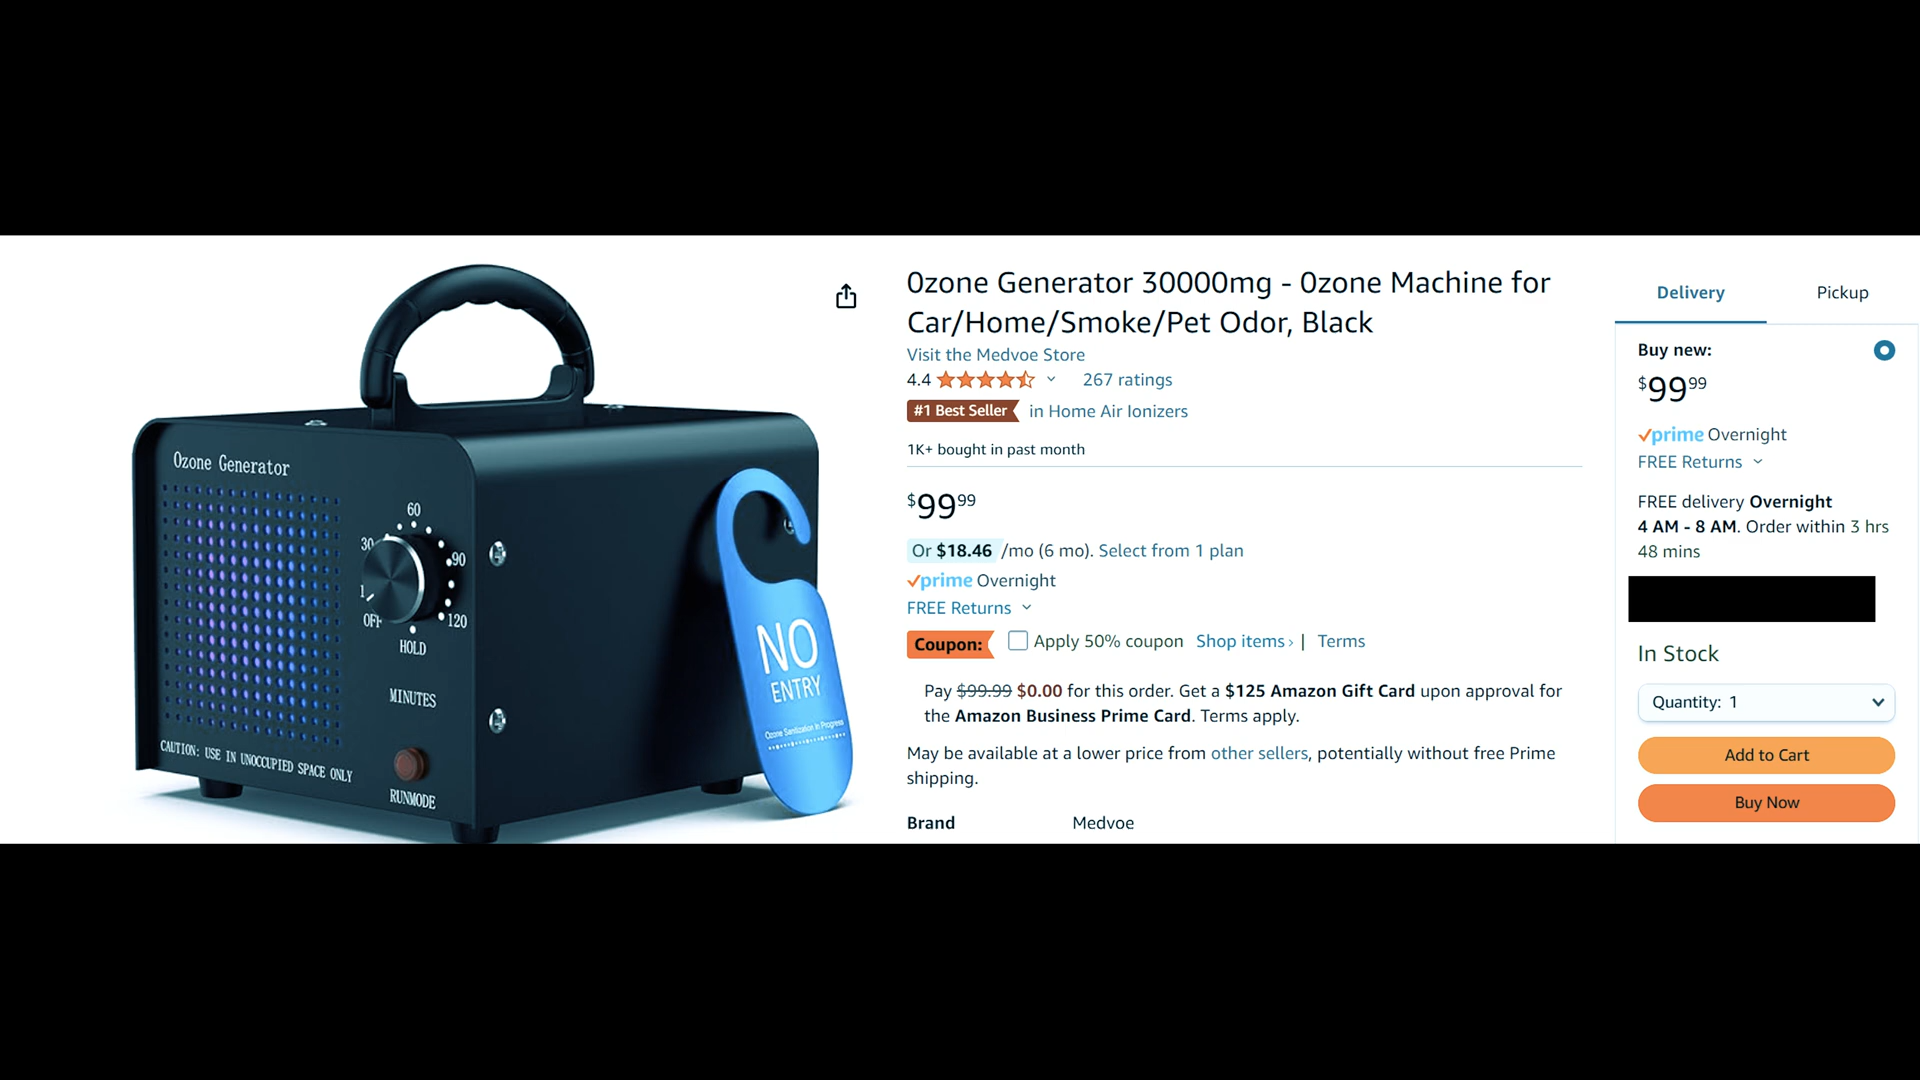 Ozone Generator
60
30
90
1
OFF
120
HOLD
MINUTES
CAUTION: USE IN UNOCCUPIED SPACE ONLY
RUNMODE
NO
ENTRY
Ozone Sanitization In Progress
0zone Generator 30000mg - 0zone Machine for
Car/Home/Smoke/Pet Odor, Black
Visit the Medvoe Store
4.4 267 ratings
#1 Best Seller in Home Air Ionizers
1K+ bought in past month
$99.99
Or $18.46 /mo (6 mo). Select from 1 plan
prime Overnight
FREE Returns
Coupon: Apply 50% coupon Shop items › | Terms
Pay $99.99 $0.00 for this order. Get a $125 Amazon Gift Card upon approval for
the Amazon Business Prime Card. Terms apply.
May be available at a lower price from other sellers, potentially without free Prime
shipping.
Brand Medvoe
Delivery Pickup
Buy new:
$99.99
prime Overnight
FREE Returns
FREE delivery Overnight
4 AM - 8 AM. Order within 3 hrs
48 mins
In Stock
Quantity: 1
Add to Cart
Buy Now